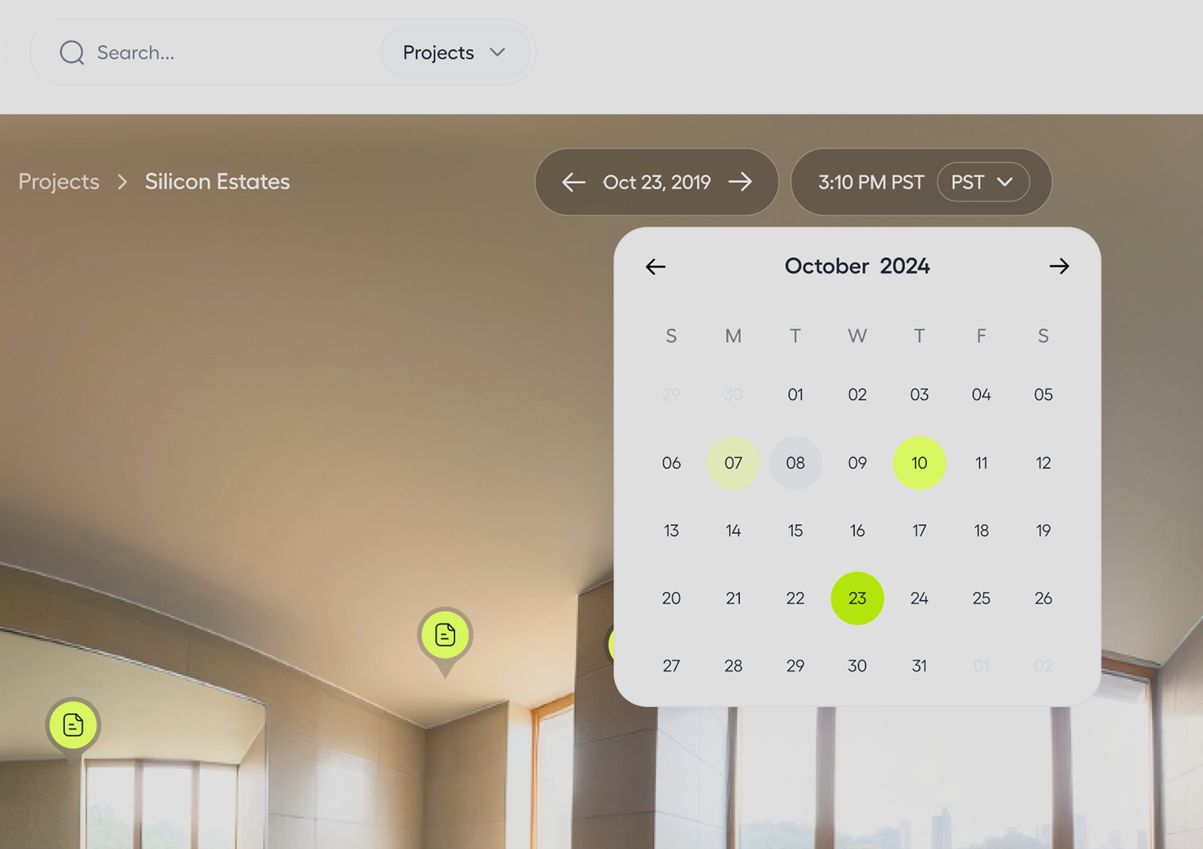 Search...
Projects
Projects > Silicon Estates
← Oct 23, 2019 →
3:10 PM PST
PST
← October 2024 →
S M T W T F S
29 30 01 02 03 04 05
06 07 08 09 10 11 12
13 14 15 16 17 18 19
20 21 22 23 24 25 26
27 28 29 30 31 01 02